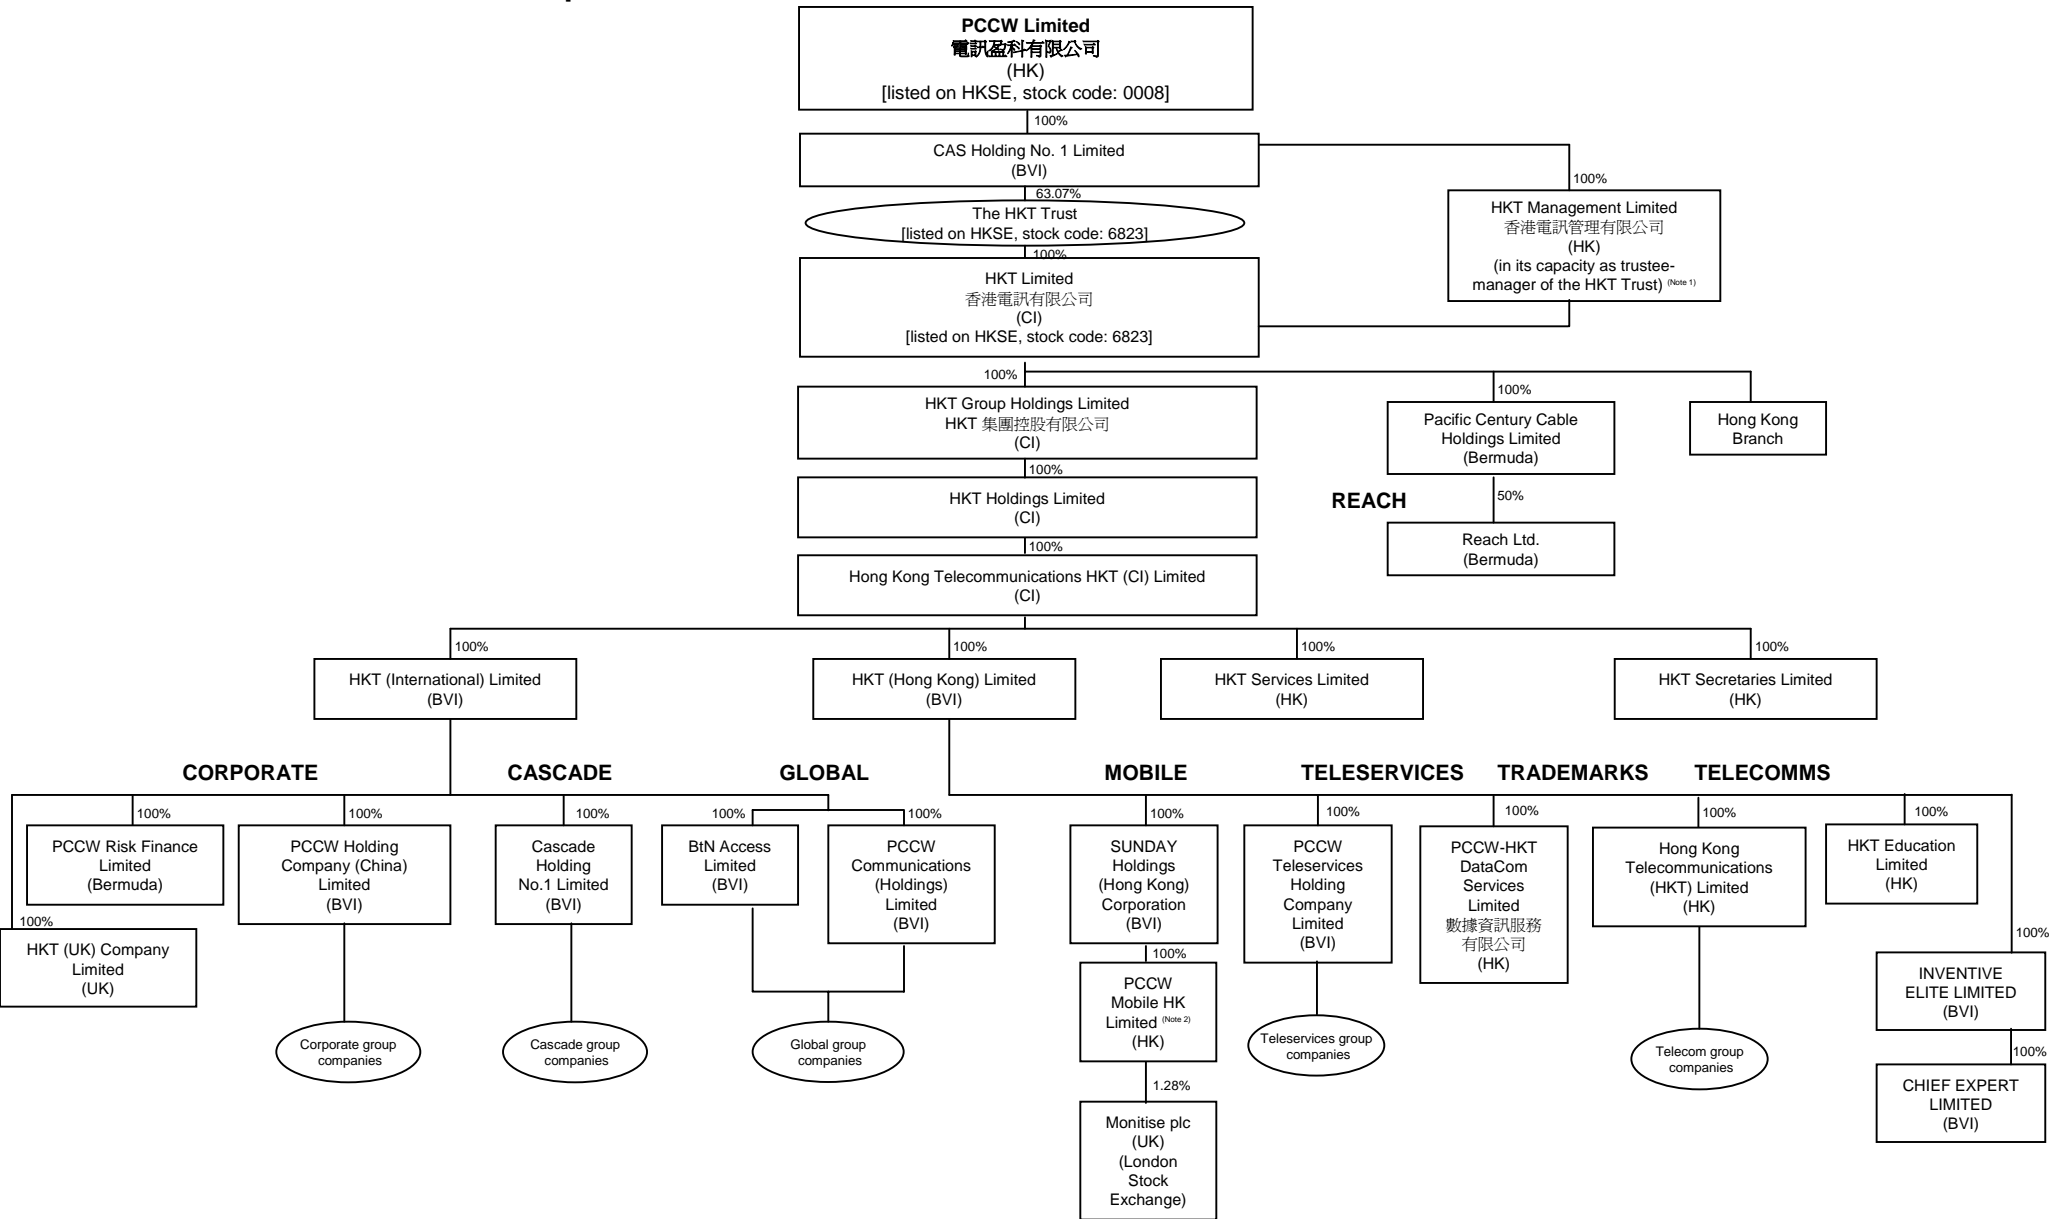 PCCW Limited
電訊盈科有限公司
(HK)
[listed on HKSE, stock code: 0008]
100%
CAS Holding No. 1 Limited
(BVI)
100%
63.07%
The HKT Trust
[listed on HKSE, stock code: 6823]
HKT Management Limited
香港電訊管理有限公司
(HK)
(in its capacity as trustee-
manager of the HKT Trust) (Note 1)
100%
HKT Limited
香港電訊有限公司
(CI)
[listed on HKSE, stock code: 6823]
100%
HKT Group Holdings Limited
HKT 集團控股有限公司
(CI)
100%
Pacific Century Cable
Holdings Limited
(Bermuda)
Hong Kong
Branch
100%
HKT Holdings Limited
(CI)
REACH
50%
Reach Ltd.
(Bermuda)
100%
Hong Kong Telecommunications HKT (CI) Limited
(CI)
100%
HKT (International) Limited
(BVI)
100%
HKT (Hong Kong) Limited
(BVI)
100%
HKT Services Limited
(HK)
100%
HKT Secretaries Limited
(HK)
CORPORATE
CASCADE
GLOBAL
MOBILE
TELESERVICES
TRADEMARKS
TELECOMMS
100%
PCCW Risk Finance
Limited
(Bermuda)
100%
HKT (UK) Company
Limited
(UK)
100%
PCCW Holding
Company (China)
Limited
(BVI)
Corporate group
companies
100%
Cascade
Holding
No.1 Limited
(BVI)
Cascade group
companies
100%
BtN Access
Limited
(BVI)
100%
PCCW
Communications
(Holdings)
Limited
(BVI)
Global group
companies
100%
SUNDAY
Holdings
(Hong Kong)
Corporation
(BVI)
100%
PCCW
Mobile HK
Limited (Note 2)
(HK)
1.28%
Monitise plc
(UK)
(London
Stock
Exchange)
100%
PCCW
Teleservices
Holding
Company
Limited
(BVI)
Teleservices group
companies
100%
PCCW-HKT
DataCom
Services
Limited
數據資訊服務
有限公司
(HK)
100%
Hong Kong
Telecommunications
(HKT) Limited
(HK)
Telecom group
companies
100%
HKT Education
Limited
(HK)
100%
INVENTIVE
ELITE LIMITED
(BVI)
100%
CHIEF EXPERT
LIMITED
(BVI)